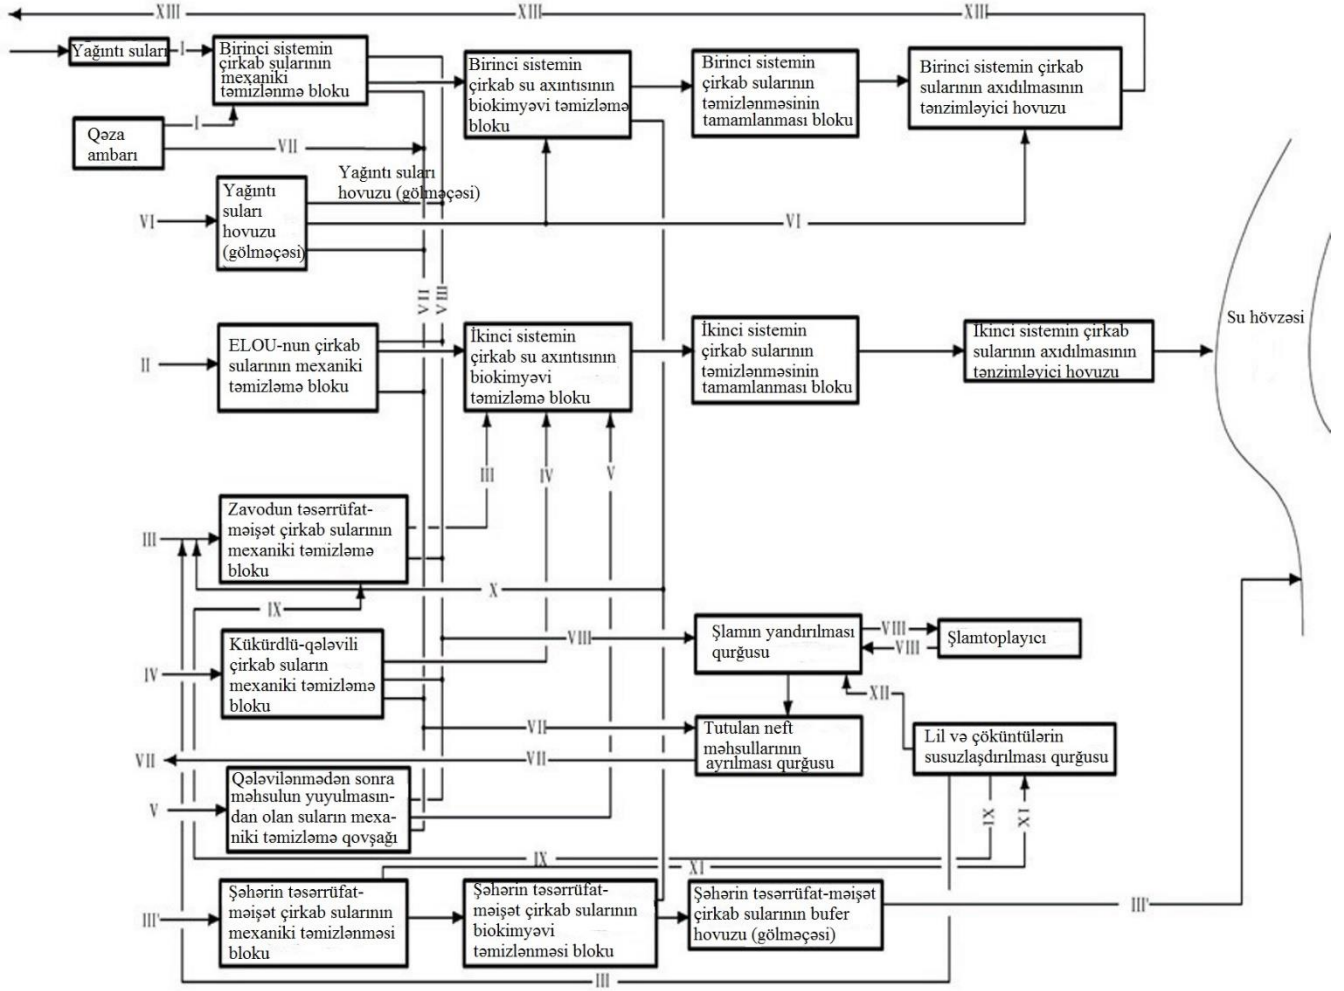 XIII
XIII
XIII
Yağıntı suları
I
Birinci sistemin
çirkab sularının
mexaniki
təmizlənmə bloku
Birinci sistemin
çirkab su axıntısının
biokimyəvi təmizləmə
bloku
Birinci sistemin
çirkab sularının
təmizlənməsinin
tamamlanması bloku
Birinci sistemin çirkab
sularının axıdılmasının
tənzimləyici hovuzu
Qəza
ambarı
I
VII
Yağıntı suları
hovuzu (gölməçəsi)
VI
Yağıntı
suları
hovuzu
(gölməçəsi)
VI
VII
VIII
II
ELOU-nun çirkab
sularının mexaniki
təmizləmə bloku
İkinci sistemin
çirkab su axıntısının
biokimyəvi
təmizləmə bloku
İkinci sistemin
çirkab sularının
təmizlənməsinin
tamamlanması bloku
İkinci sistemin çirkab
sularının axıdılmasının
tənzimləyici hovuzu
Su hövzəsi
III
IV
V
III
Zavodun təsərrüfat-
məişət çirkab sularının
mexaniki təmizləmə
bloku
X
IX
IV
Kükürdlü-qələvili
çirkab suların
mexaniki təmizləmə
bloku
VIII
Şlamın yandırılması
qurğusu
VIII
VIII
Şlamtoplayıcı
XII
VII
Tutulan neft
məhsullarının
ayrılması qurğusu
Lil və çöküntülərin
susuzlaşdırılması qurğusu
VII
VII
V
Qələvilənmədən sonra
məhsulun yuyulmasın-
dan olan suların mexa-
niki təmizləmə qovşağı
IX
XI
IX
XI
III'
Şəhərin təsərrüfat-
məişət çirkab sularının
mexaniki təmizlənməsi
bloku
Şəhərin təsərrüfat-
məişət çirkab sularının
biokimyəvi
təmizlənməsi bloku
Şəhərin təsərrüfat-məişət
çirkab sularının bufer
hovuzu (gölməçəsi)
III'
III